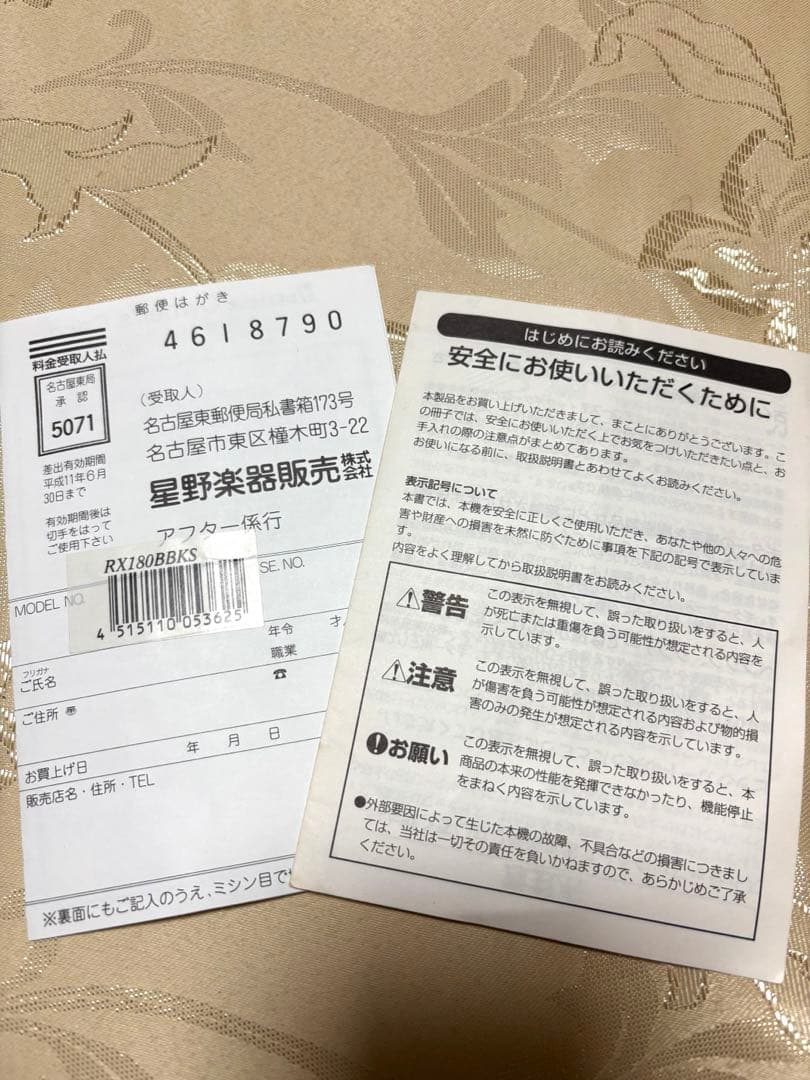 郵便はがき
4618790
料金受取人払
名古屋東局
承認
5071
差出有効期間
平成11年6月
30日まで
有効期間後は
切手をはって
ご使用下さい
(受取人)
名古屋東郵便局私書箱173号
名古屋市東区橦木町3-22
星野楽器販売株式会社
アフター係行
RX180BBKS
MODEL NO.
SE. NO.
4 515110 053625
年令 才
職業
フリガナ
ご氏名
☎
ご住所 〠
お買上げ日 年 月 日
販売店名・住所・TEL
※裏面にもご記入のうえ、ミシン目で
はじめにお読みください
安全にお使いいただくために
本製品をお買い上げいただきまして、まことにありがとうございます。こ
の冊子では、安全にお使いいただく上でお気をつけいただきたい点と、お
手入れの際の注意点がまとめてあります。
お使いになる前に、取扱説明書とあわせてよくお読みください。
表示記号について
本書では、本機を安全に正しくご使用いただき、あなたや他の人々への危
害や財産への損害を未然に防ぐために事項を下記の記号で表示していま
す。
内容をよく理解してから取扱説明書をお読みください。
⚠警告
この表示を無視して、誤った取り扱いをすると、人
が死亡または重傷を負う可能性が想定される内容を
示しています。
⚠注意
この表示を無視して、誤った取り扱いをすると、人
が傷害を負う可能性が想定される内容および物的損
害のみの発生が想定される内容を示しています。
❗お願い
この表示を無視して、誤った取り扱いをすると、本
商品の本来の性能を発揮できなかったり、機能停止
をまねく内容を示しています。
●外部要因によって生じた本機の故障、不具合などの損害につきまし
ては、当社は一切その責任を負いかねますので、あらかじめご了承
ください。